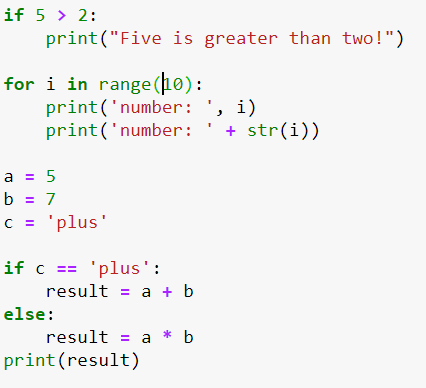 if 5 > 2:
    print("Five is greater than two!")

for i in range(10):
    print('number: ', i)
    print('number: ' + str(i))

a = 5
b = 7
c = 'plus'

if c == 'plus':
    result = a + b
else:
    result = a * b
print(result)